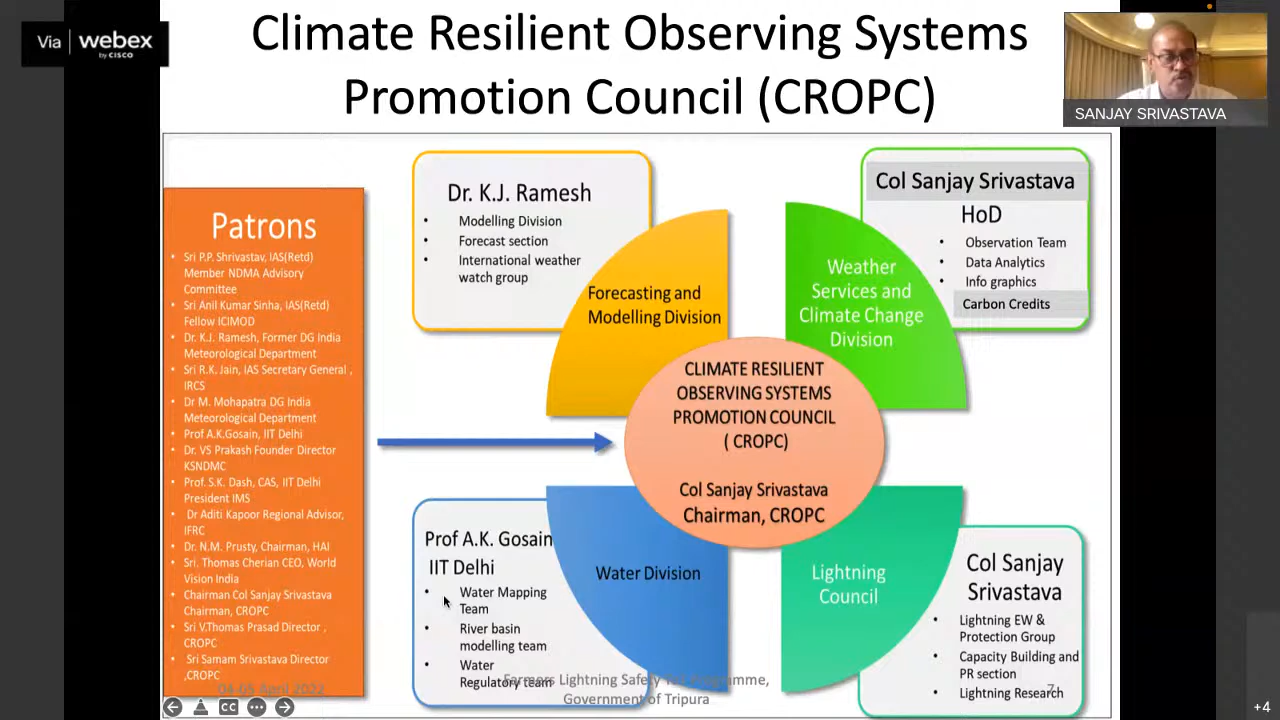 Climate Resilient Observing Systems
Promotion Council (CROPC)
Via webex
by CISCO
SANJAY SRIVASTAVA
Patrons
• Sri P.P. Shrivastav, IAS(Retd)
Member NDMA Advisory
Committee
• Sri Anil Kumar Sinha, IAS(Retd)
Fellow ICIMOD
• Dr. K.J. Ramesh, Former DG India
Meteorological Department
• Sri R.K. Jain, IAS Secretary General ,
IRCS
• Dr M. Mohapatra DG India
Meteorological Department
• Prof A.K.Gosain, IIT Delhi
• Dr. VS Prakash Founder Director
KSNDMC
• Prof. S.K. Dash, CAS, IIT Delhi
President IMS
• Dr Aditi Kapoor Regional Advisor,
IFRC
• Dr. N.M. Prusty, Chairman, HAI
• Sri. Thomas Cherian CEO, World
Vision India
• Chairman Col Sanjay Srivastava
Chairman, CROPC
• Sri V.Thomas Prasad Director ,
CROPC
• Sri Samam Srivastava Director
,CROPC
Dr. K.J. Ramesh
• Modelling Division
• Forecast section
• International weather
watch group
Forecasting and
Modelling Division
Col Sanjay Srivastava
HoD
• Observation Team
• Data Analytics
• Info graphics
Carbon Credits
Weather
Services and
Climate Change
Division
CLIMATE RESILIENT
OBSERVING SYSTEMS
PROMOTION COUNCIL
( CROPC)
Col Sanjay Srivastava
Chairman, CROPC
Prof A.K. Gosain
IIT Delhi
• Water Mapping
Team
• River basin
modelling team
• Water
Regulatory team
Water Division
Lightning
Council
Col Sanjay
Srivastava
• Lightning EW &
Protection Group
• Capacity Building and
PR section
• Lightning Research
04-05 April 2022
Farmers Lightning Safety Programme,
Government of Tripura
7
CC
+4